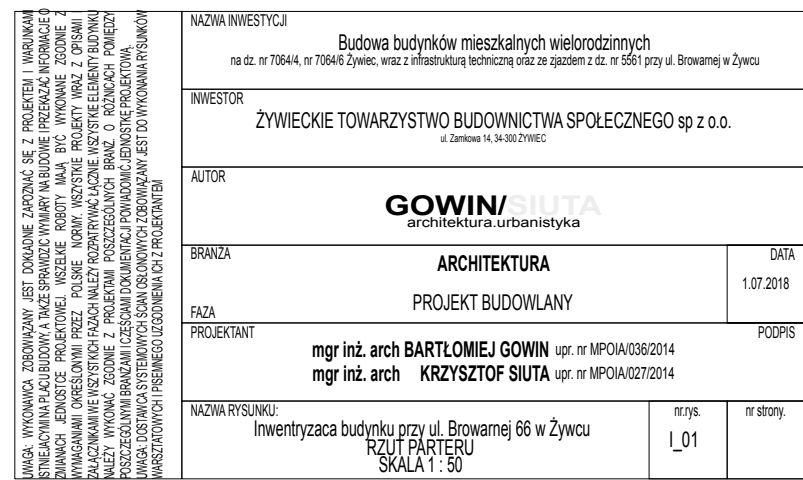 UWAGA: WYKONAWCA ZOBOWIĄZANY JEST DOKŁADNIE ZAPOZNAĆ SIĘ Z PROJEKTEM I WARUNKAMI
ISTNIEJĄCYMI NA PLACU BUDOWY, A TAKŻE SPRAWDZIĆ WYMIARY NA BUDOWIE I PRZEKAZAĆ INFORMACJE O
ZMIANACH JEDNOSTCE PROJEKTOWEJ. WSZELKIE ROBOTY MAJĄ BYĆ WYKONANE ZGODNIE Z
WYMAGANIAMI OKREŚLONYMI PRZEZ POLSKIE NORMY. WSZYSTKIE PROJEKTY WRAZ Z OPISAMI I
ZAŁĄCZNIKAMI WE WSZYSTKICH FAZACH NALEŻY ROZPATRYWAĆ ŁĄCZNIE. WSZYSTKIE ELEMENTY BUDYNKU
NALEŻY WYKONAĆ ZGODNIE Z PROJEKTAMI POSZCZEGÓLNYCH BRANŻ. O RÓŻNICACH POMIĘDZY
POSZCZEGÓLNYMI BRANŻAMI I CZĘŚCIAMI DOKUMENTACJI POWIADOMIĆ JEDNOSTKĘ PROJEKTOWĄ.
UWAGA: DOSTAWCA SYSTEMOWYCH ŚCIAN OSŁONOWYCH ZOBOWIĄZANY JEST DO WYKONANIA RYSUNKÓW
WARSZTATOWYCH I PISEMNEGO UZGODNIENIA ICH Z PROJEKTANTEM
NAZWA INWESTYCJI
Budowa budynków mieszkalnych wielorodzinnych
na dz. nr 7064/4, nr 7064/6 Żywiec, wraz z infrastrukturą techniczną oraz ze zjazdem z dz. nr 5561 przy ul. Browarnej w Żywcu
INWESTOR
ŻYWIECKIE TOWARZYSTWO BUDOWNICTWA SPOŁECZNEGO sp z o.o.
ul. Zamkowa 14, 34-300 ŻYWIEC
AUTOR
GOWIN/SIUTA
architektura.urbanistyka
BRANŻA
ARCHITEKTURA
DATA
1.07.2018
PROJEKT BUDOWLANY
FAZA
PROJEKTANT
PODPIS
mgr inż. arch BARTŁOMIEJ GOWIN upr. nr MPOIA/036/2014
mgr inż. arch KRZYSZTOF SIUTA upr. nr MPOIA/027/2014
NAZWA RYSUNKU:
Inwentryzaca budynku przy ul. Browarnej 66 w Żywcu
RZUT PARTERU
SKALA 1 : 50
nr.rys.
I_01
nr strony.